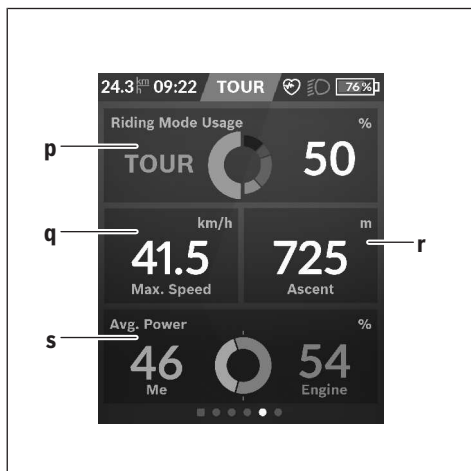 24.3 km/h 09:22 TOUR 76 %
Riding Mode Usage %
p
TOUR 50
q
km/h m
r
41.5 725
Max. Speed Ascent
Avg. Power %
s
46 54
Me Engine